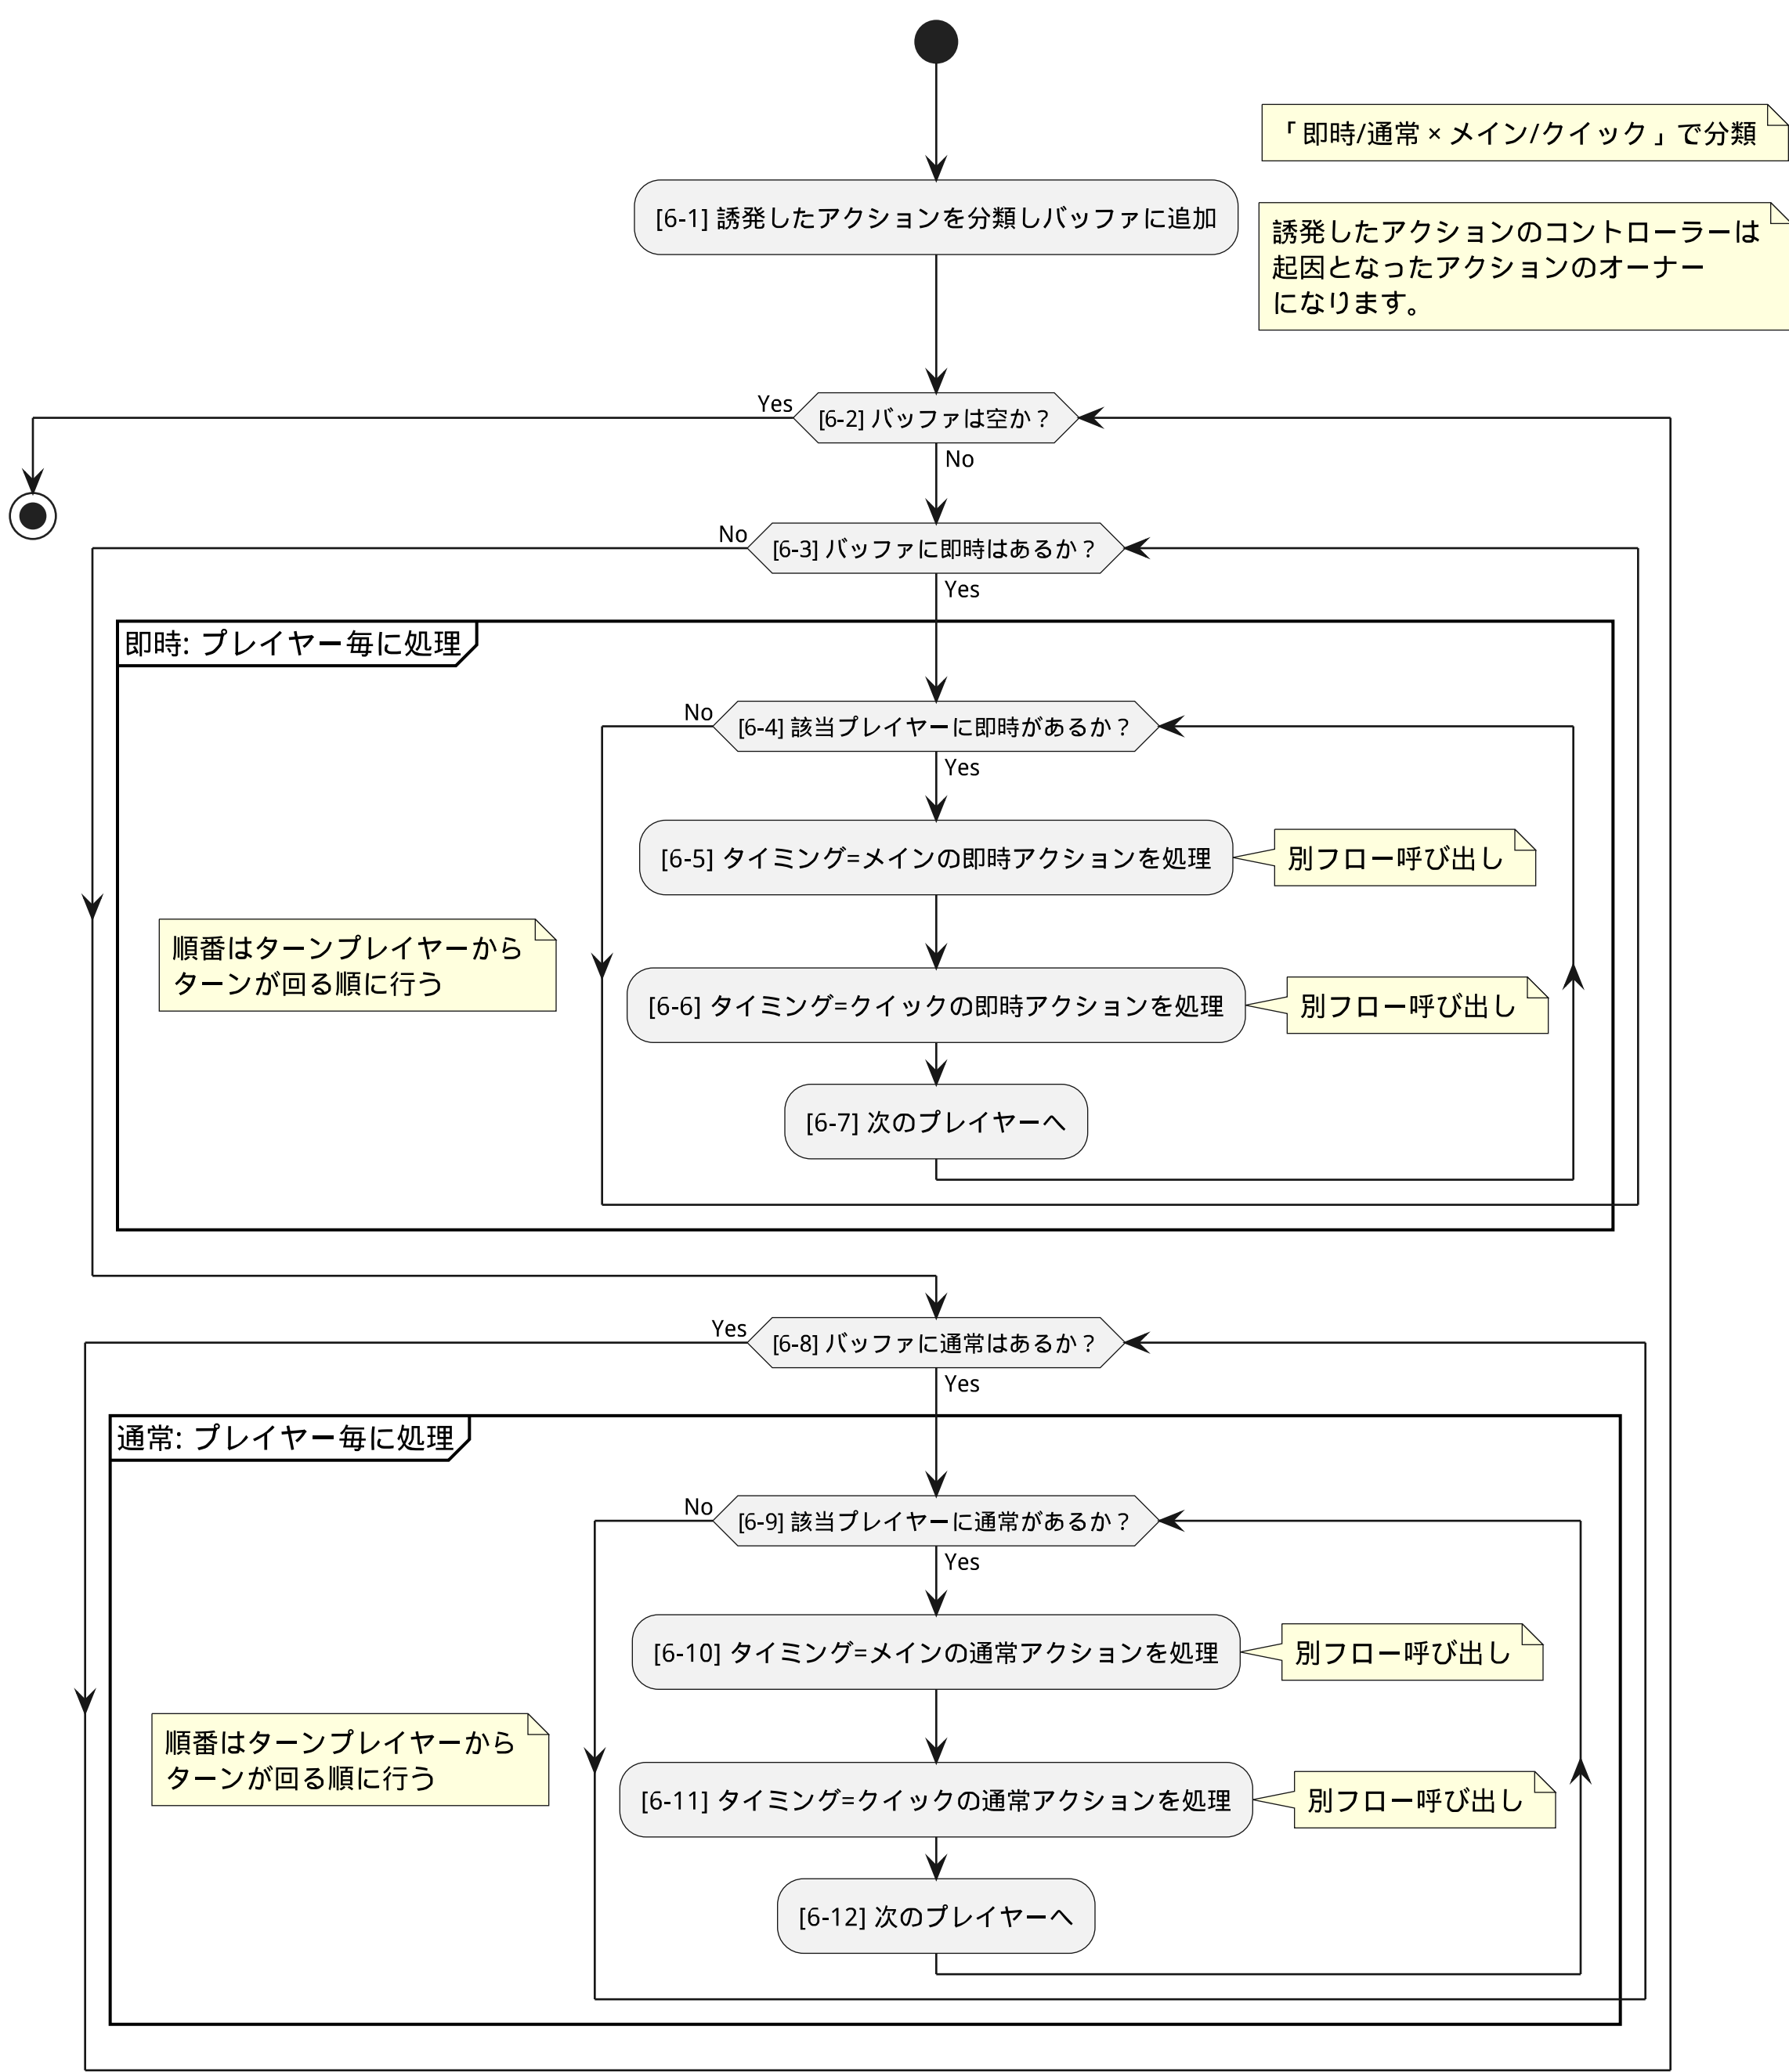 「即時/通常×メイン/クイック」で分類
[6-1] 誘発したアクションを分類しバッファに追加
誘発したアクションのコントローラーは
起因となったアクションのオーナー
になります。
Yes
[6-2] バッファは空か？
No
No
[6-3] バッファに即時はあるか？
Yes
即時: プレイヤー毎に処理
No
[6-4] 該当プレイヤーに即時があるか？
Yes
[6-5] タイミング=メインの即時アクションを処理
別フロー呼び出し
順番はターンプレイヤーから
ターンが回る順に行う
[6-6] タイミング=クイックの即時アクションを処理
別フロー呼び出し
[6-7] 次のプレイヤーへ
Yes
[6-8] バッファに通常はあるか？
Yes
通常: プレイヤー毎に処理
No
[6-9] 該当プレイヤーに通常があるか？
Yes
[6-10] タイミング=メインの通常アクションを処理
別フロー呼び出し
順番はターンプレイヤーから
ターンが回る順に行う
[6-11] タイミング=クイックの通常アクションを処理
別フロー呼び出し
[6-12] 次のプレイヤーへ